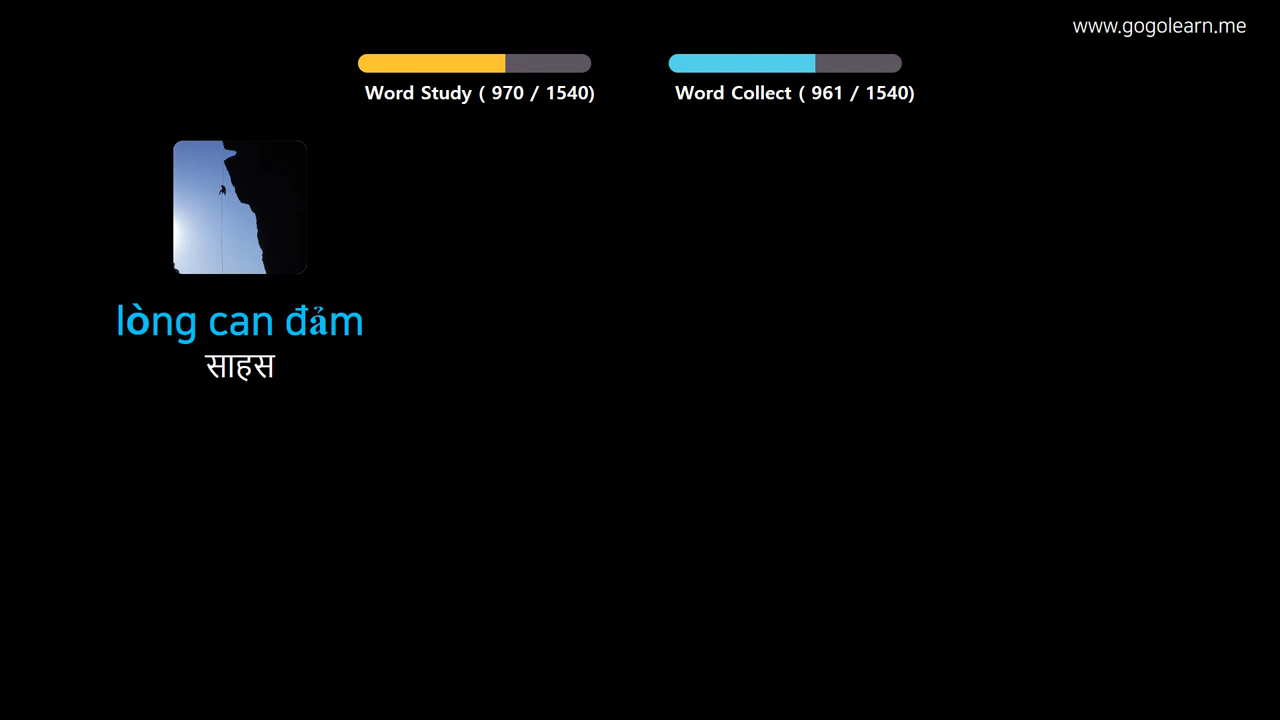 www.gogolearn.me
Word Study ( 970 / 1540)
Word Collect ( 961 / 1540)
lòng can đảm
साहस